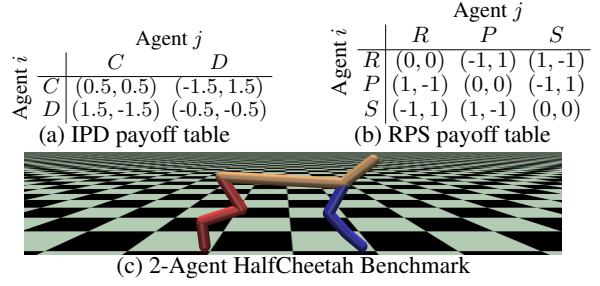 Agent j
C D
Agent i
C (0.5, 0.5) (-1.5, 1.5)
D (1.5, -1.5) (-0.5, -0.5)
(a) IPD payoff table
Agent j
R P S
Agent i
R (0, 0) (-1, 1) (1, -1)
P (1, -1) (0, 0) (-1, 1)
S (-1, 1) (1, -1) (0, 0)
(b) RPS payoff table
(c) 2-Agent HalfCheetah Benchmark